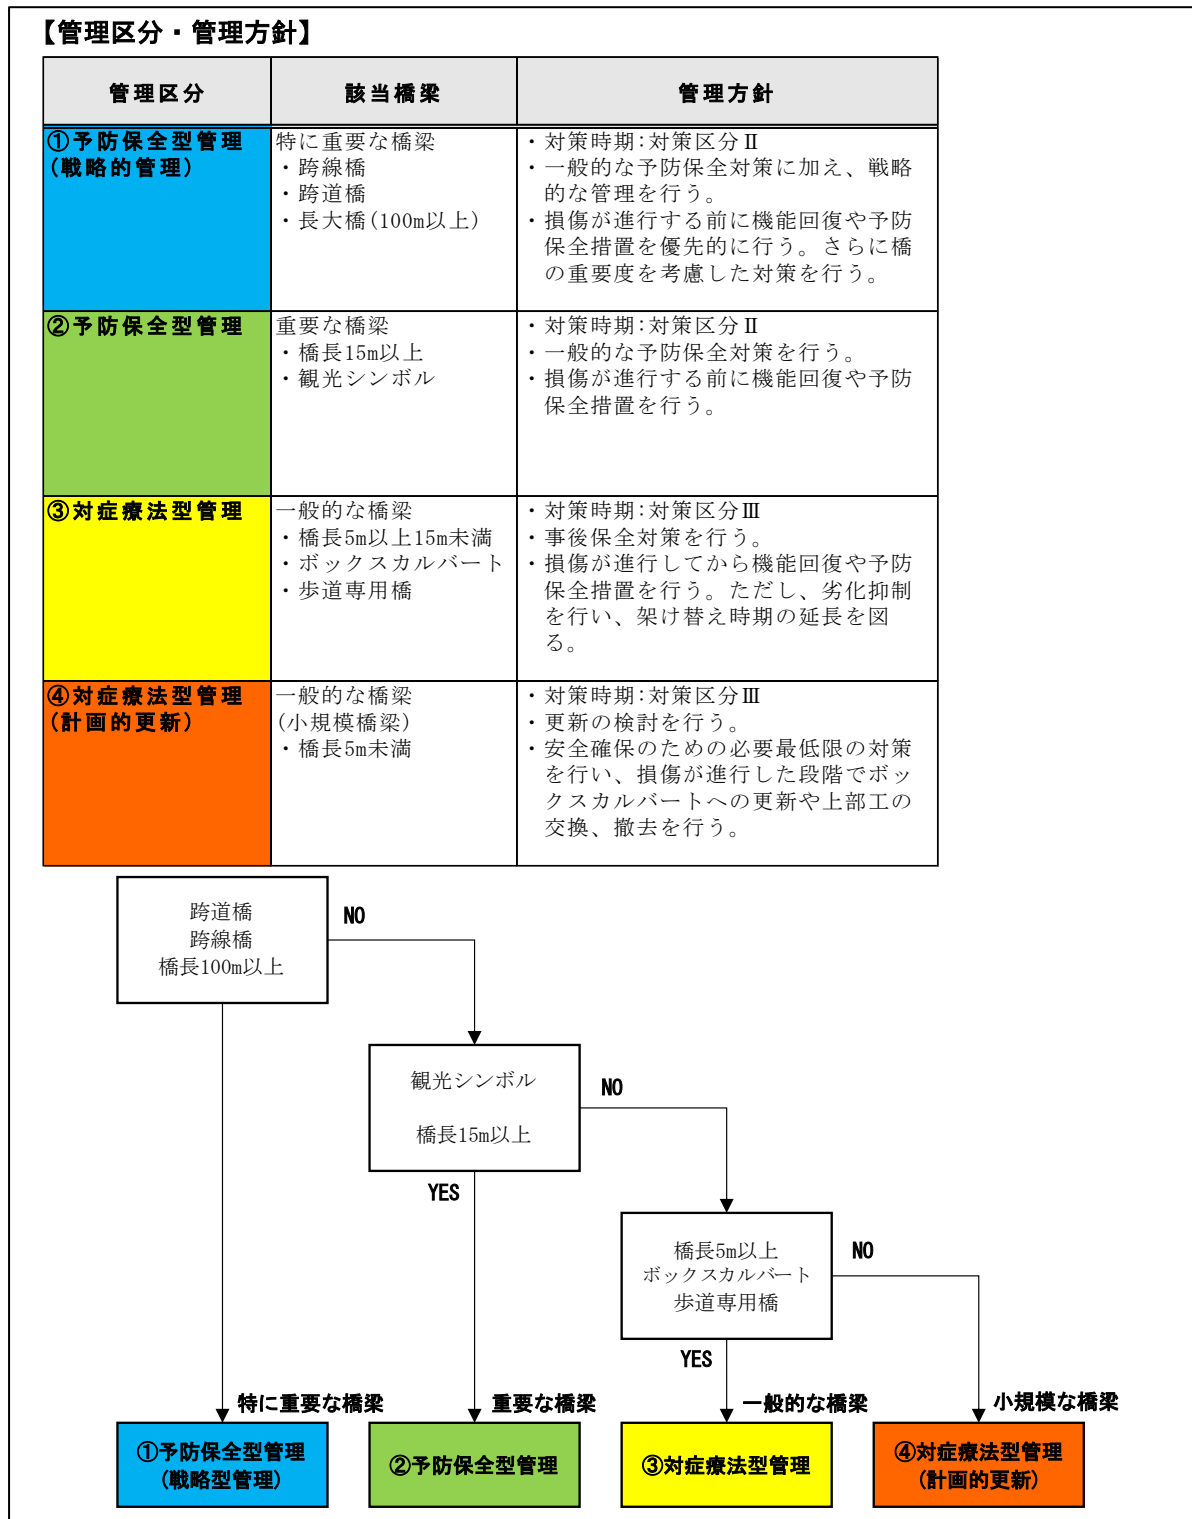 【管理区分・管理方針】
管理区分
該当橋梁
管理方針
①予防保全型管理
(戦略的管理)
特に重要な橋梁
・跨線橋
・跨道橋
・長大橋(100m以上)
・対策時期:対策区分Ⅱ
・一般的な予防保全対策に加え、戦略
的な管理を行う。
・損傷が進行する前に機能回復や予防
保全措置を優先的に行う。さらに橋
の重要度を考慮した対策を行う。
②予防保全型管理
重要な橋梁
・橋長15m以上
・観光シンボル
・対策時期:対策区分Ⅱ
・一般的な予防保全対策を行う。
・損傷が進行する前に機能回復や予防
保全措置を行う。
③対症療法型管理
一般的な橋梁
・橋長5m以上15m未満
・ボックスカルバート
・歩道専用橋
・対策時期:対策区分Ⅲ
・事後保全対策を行う。
・損傷が進行してから機能回復や予防
保全措置を行う。ただし、劣化抑制
を行い、架け替え時期の延長を図
る。
④対症療法型管理
(計画的更新)
一般的な橋梁
(小規模橋梁)
・橋長5m未満
・対策時期:対策区分Ⅲ
・更新の検討を行う。
・安全確保のための必要最低限の対策
を行い、損傷が進行した段階でボッ
クスカルバートへの更新や上部工の
交換、撤去を行う。
跨道橋
跨線橋
橋長100m以上
NO
観光シンボル
橋長15m以上
NO
YES
橋長5m以上
ボックスカルバート
歩道専用橋
NO
YES
特に重要な橋梁
重要な橋梁
一般的な橋梁
小規模な橋梁
①予防保全型管理
(戦略型管理)
②予防保全型管理
③対症療法型管理
④対症療法型管理
(計画的更新)